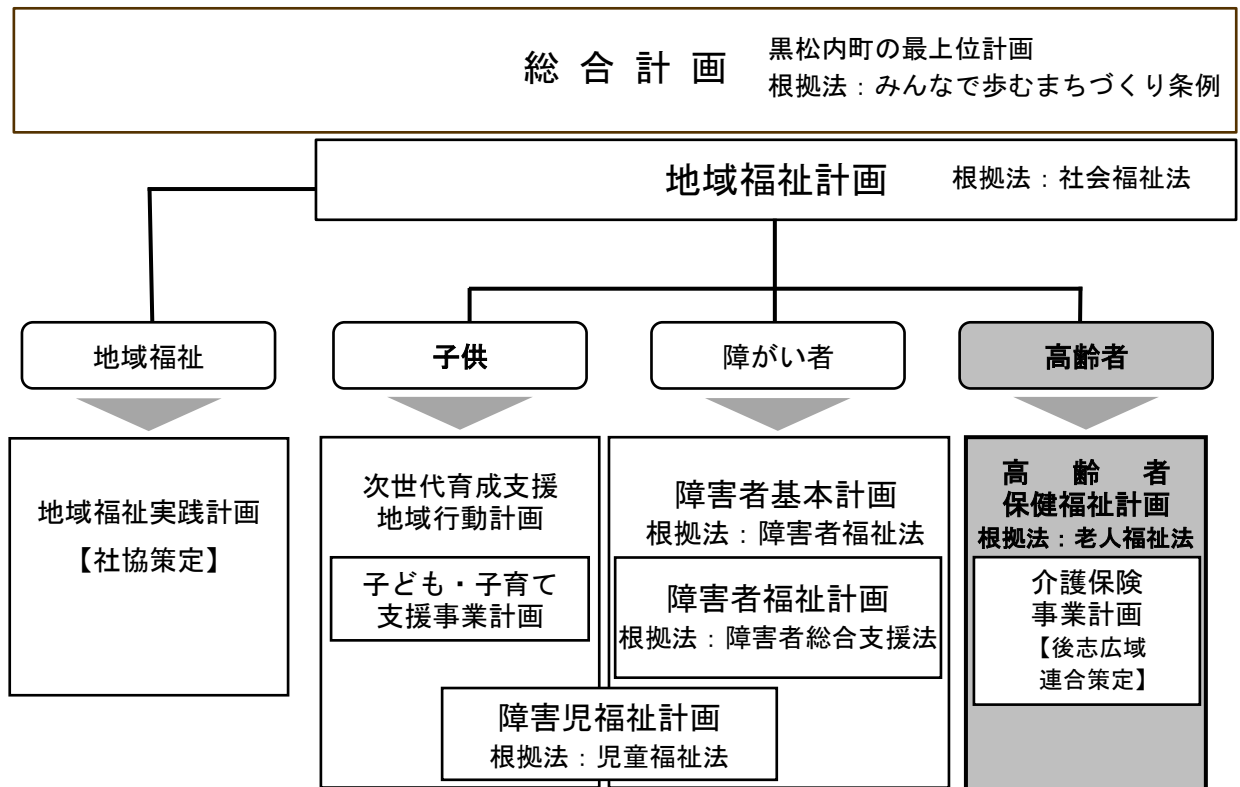 総合計画
黒松内町の最上位計画
根拠法：みんなで歩むまちづくり条例
地域福祉計画
根拠法：社会福祉法
地域福祉
子供
障がい者
高齢者
地域福祉実践計画
【社協策定】
次世代育成支援
地域行動計画
子ども・子育て
支援事業計画
障害者基本計画
根拠法：障害者福祉法
障害者福祉計画
根拠法：障害者総合支援法
障害児福祉計画
根拠法：児童福祉法
高齢者
保健福祉計画
根拠法：老人福祉法
介護保険
事業計画
【後志広域
連合策定】